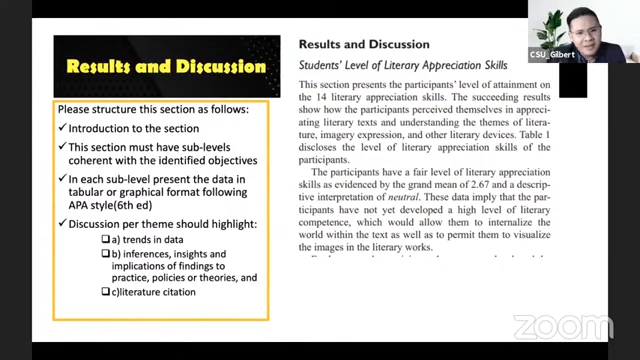 Results and Discussion
Please structure this section as follows:
✓ Introduction to the section
✓ This section must have sub-levels
coherent with the identified objectives
✓ In each sub-level present the data in
tabular or graphical format following
APA style(6th ed)
✓ Discussion per theme should highlight
❑ a) trends in data
❑ b) inferences, insights and
implications of findings to
practice, policies or theories, and
❑ c)literature citation
Results and Discussion
Students' Level of Literary Appreciation Skills
This section presents the participants' level of attainment
on the 14 literary appreciation skills. The succeeding results
show how the participants perceived themselves in appreci-
ating literary texts and understanding the themes of litera-
ture, imagery expression, and other literary devices. Table 1
discloses the level of literary appreciation skills of the
participants.
The participants have a fair level of literary appreciation
skills as evidenced by the grand mean of 2.67 and a descrip-
tive interpretation of neutral. These data imply that the par-
ticipants have not yet developed a high level of literary
competence, which would allow them to internalize the
world within the text as well as to permit them to visualize
the images in the literary works.
CSU_Gilbert
zoom